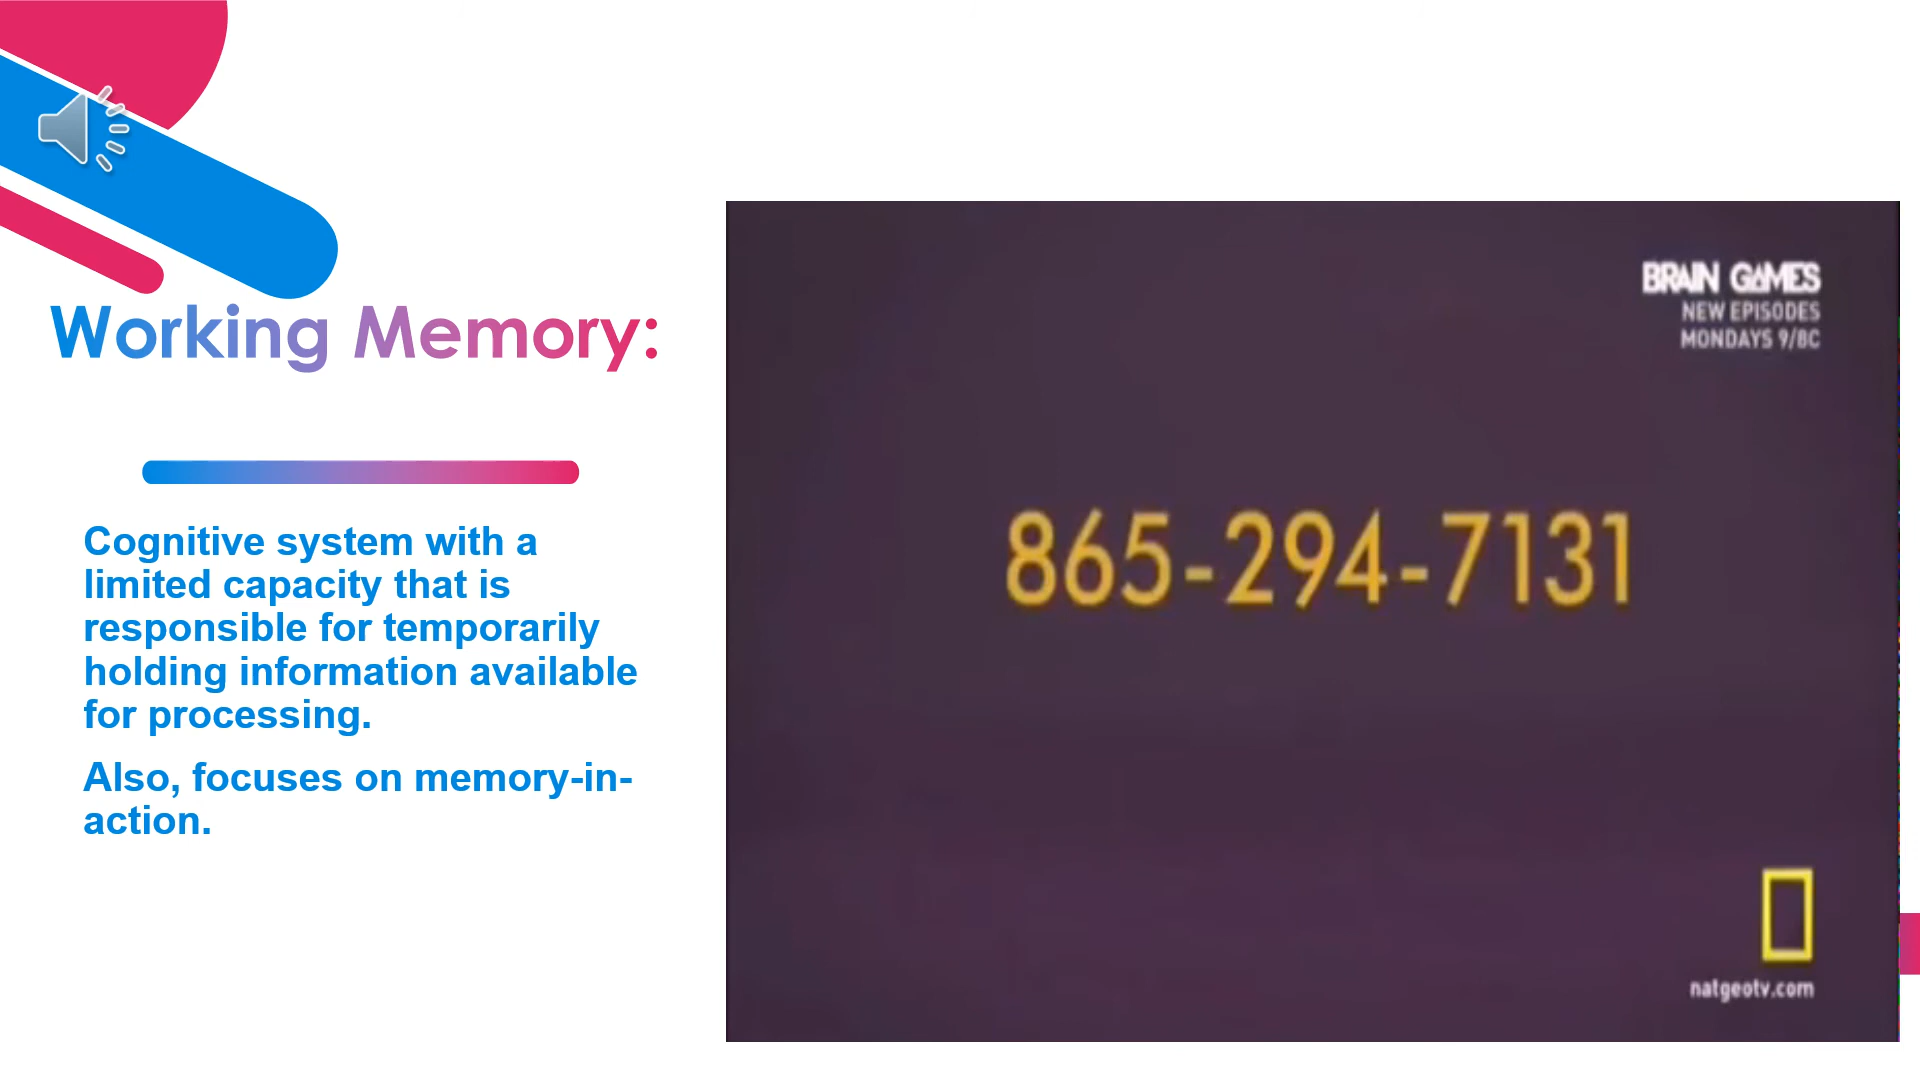 Working Memory:
Cognitive system with a
limited capacity that is
responsible for temporarily
holding information available
for processing.
Also, focuses on memory-in-
action.
BRAIN GAMES
NEW EPISODES
MONDAYS 9/8C
865-294-7131
natgeotv.com